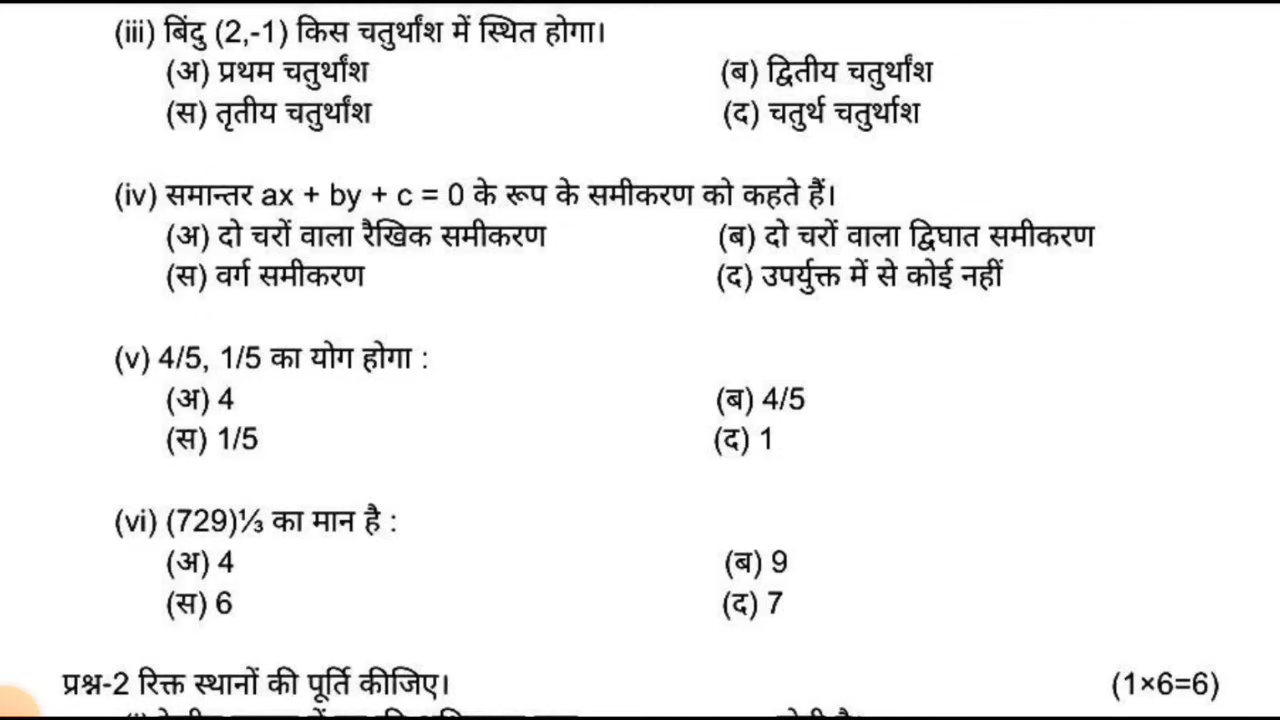 (iii) बिंदु (2,-1) किस चतुर्थांश में स्थित होगा।
(अ) प्रथम चतुर्थांश (ब) द्वितीय चतुर्थांश
(स) तृतीय चतुर्थांश (द) चतुर्थ चतुर्थाश
(iv) समान्तर ax + by + c = 0 के रूप के समीकरण को कहते हैं।
(अ) दो चरों वाला रैखिक समीकरण (ब) दो चरों वाला द्विघात समीकरण
(स) वर्ग समीकरण (द) उपर्युक्त में से कोई नहीं
(v) 4/5, 1/5 का योग होगा :
(अ) 4 (ब) 4/5
(स) 1/5 (द) 1
(vi) (729)⅓ का मान है :
(अ) 4 (ब) 9
(स) 6 (द) 7
प्रश्न-2 रिक्त स्थानों की पूर्ति कीजिए। (1×6=6)